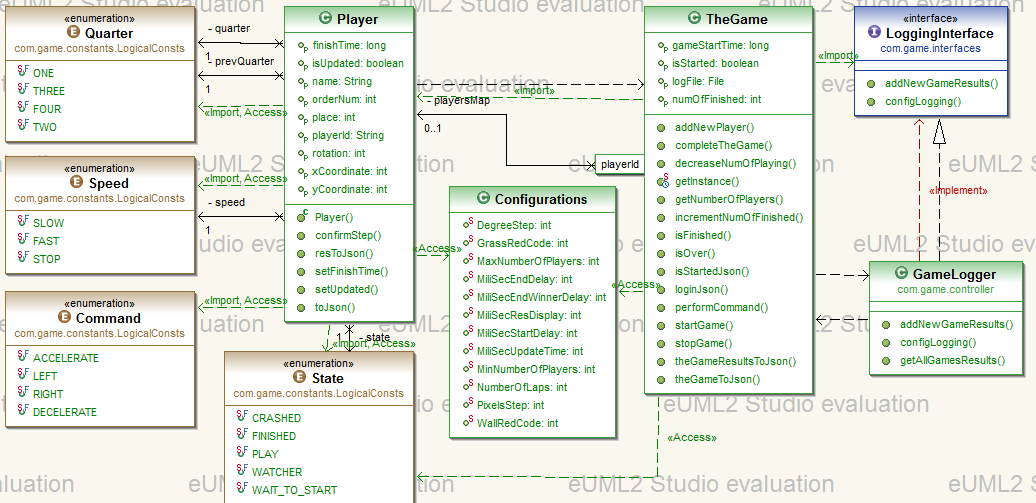 «enumeration»
Quarter
com.game.constants.LogicalConsts
ONE
THREE
FOUR
TWO
«enumeration»
Speed
com.game.constants.LogicalConsts
SLOW
FAST
STOP
«enumeration»
Command
com.game.constants.LogicalConsts
ACCELERATE
LEFT
RIGHT
DECELERATE
- quarter
1
- prevQuarter
1
«Import, Access»
«Import, Access»
- speed
1
«Import, Access»
Player
finishTime: long
isUpdated: boolean
name: String
orderNum: int
place: int
playerId: String
rotation: int
xCoordinate: int
yCoordinate: int
Player()
confirmStep()
resToJson()
setFinishTime()
setUpdated()
toJson()
1
- state
«Import, Access»
«enumeration»
State
com.game.constants.LogicalConsts
CRASHED
FINISHED
PLAY
WATCHER
WAIT_TO_START
«Import»
- playersMap
0..1
playerId
«Access»
Configurations
DegreeStep: int
GrassRedCode: int
MaxNumberOfPlayers: int
MiliSecEndDelay: int
MiliSecEndWinnerDelay: int
MiliSecResDisplay: int
MiliSecStartDelay: int
MiliSecUpdateTime: int
MinNumberOfPlayers: int
NumberOfLaps: int
PixelsStep: int
WallRedCode: int
«Access»
TheGame
gameStartTime: long
isStarted: boolean
logFile: File
numOfFinished: int
addNewPlayer()
completeTheGame()
decreaseNumOfPlaying()
getInstance()
getNumberOfPlayers()
incrementNumOfFinished()
isFinished()
isOver()
isStartedJson()
loginJson()
performCommand()
startGame()
stopGame()
theGameResultsToJson()
theGameToJson()
«Access»
«Import»
«interface»
LoggingInterface
com.game.interfaces
addNewGameResults()
configLogging()
«Implement»
GameLogger
com.game.controller
addNewGameResults()
configLogging()
getAllGamesResults()
eUML2 Studio evaluation